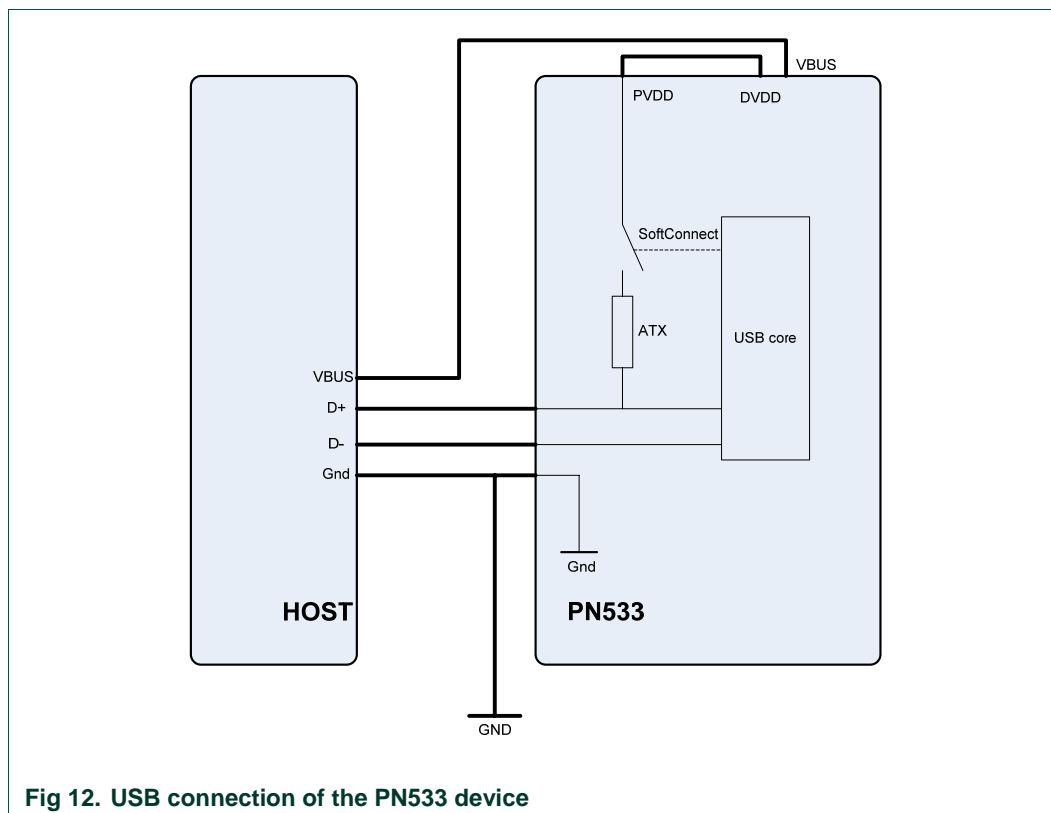 VBUS
PVDD
DVDD
SoftConnect
ATX
USB core
VBUS
D+
D-
Gnd
Gnd
HOST
PN533
GND
Fig 12. USB connection of the PN533 device